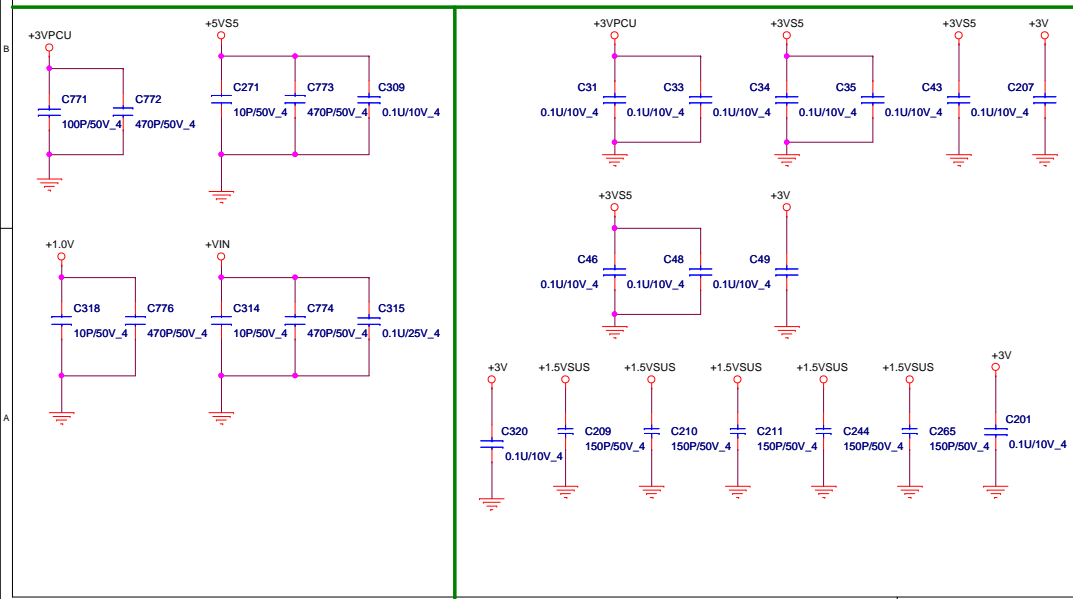 B
+3VPCU
C771
100P/50V_4
C772
470P/50V_4
+5VS5
C271
10P/50V_4
C773
470P/50V_4
C309
0.1U/10V_4
+1.0V
C318
10P/50V_4
C776
470P/50V_4
+VIN
C314
10P/50V_4
C774
470P/50V_4
C315
0.1U/25V_4
A
+3VPCU
C31
0.1U/10V_4
C33
0.1U/10V_4
+3VS5
C34
0.1U/10V_4
C35
0.1U/10V_4
+3VS5
C43
0.1U/10V_4
+3V
C207
0.1U/10V_4
+3VS5
C46
0.1U/10V_4
C48
0.1U/10V_4
+3V
C49
0.1U/10V_4
+3V
C320
0.1U/10V_4
+1.5VSUS
C209
150P/50V_4
+1.5VSUS
C210
150P/50V_4
+1.5VSUS
C211
150P/50V_4
+1.5VSUS
C244
150P/50V_4
+1.5VSUS
C265
150P/50V_4
+3V
C201
0.1U/10V_4